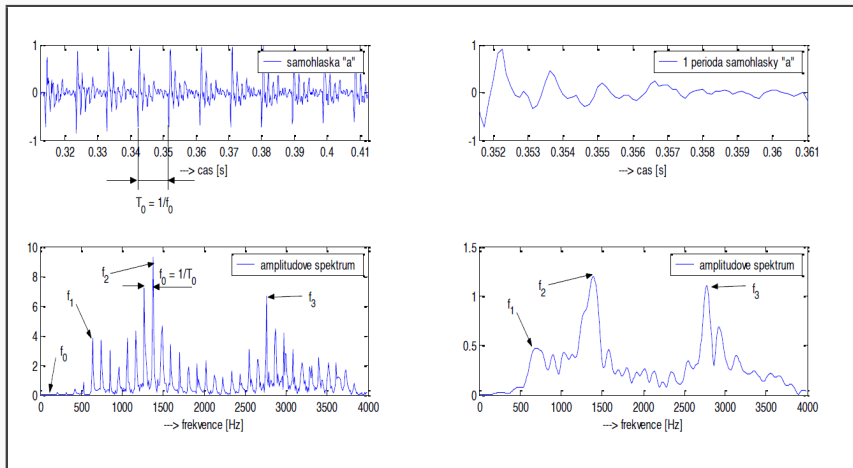 samohlaska "a"
1
0
-1
0.32 0.33 0.34 0.35 0.36 0.37 0.38 0.39 0.4 0.41
---> cas [s]
T0 = 1/f0
1 perioda samohlasky "a"
1
0
-1
0.352 0.353 0.354 0.355 0.356 0.357 0.358 0.359 0.36 0.361
---> cas [s]
amplitudove spektrum
10
8
6
4
2
0
f0
f1
f2
f0 = 1/T0
f3
0 500 1000 1500 2000 2500 3000 3500 4000
---> frekvence [Hz]
amplitudove spektrum
1.5
1
0.5
0
f1
f2
f3
0 500 1000 1500 2000 2500 3000 3500 4000
---> frekvence [Hz]